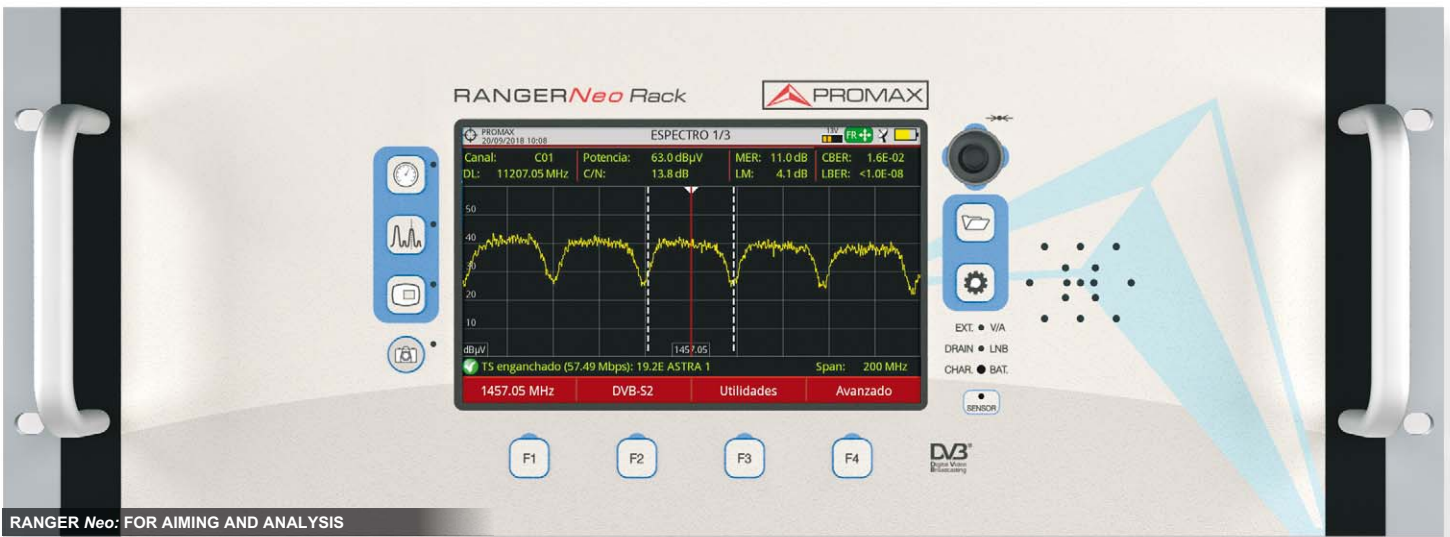 RANGERNeo Rack
PROMAX
PROMAX
20/09/2018 10:08
ESPECTRO 1/3
13V
FR
Canal: C01 Potencia: 63.0 dBµV MER: 11.0 dB CBER: 1.6E-02
DL: 11207.05 MHz C/N: 13.8 dB LM: 4.1 dB LBER: <1.0E-08
50
40
30
20
10
dBµV
1457.05
TS enganchado (57.49 Mbps): 19.2E ASTRA 1 Span: 200 MHz
1457.05 MHz DVB-S2 Utilidades Avanzado
EXT. V/A
DRAIN LNB
CHAR. BAT.
SENSOR
F1 F2 F3 F4
DVB®
Digital Video
Broadcasting
RANGER Neo: FOR AIMING AND ANALYSIS